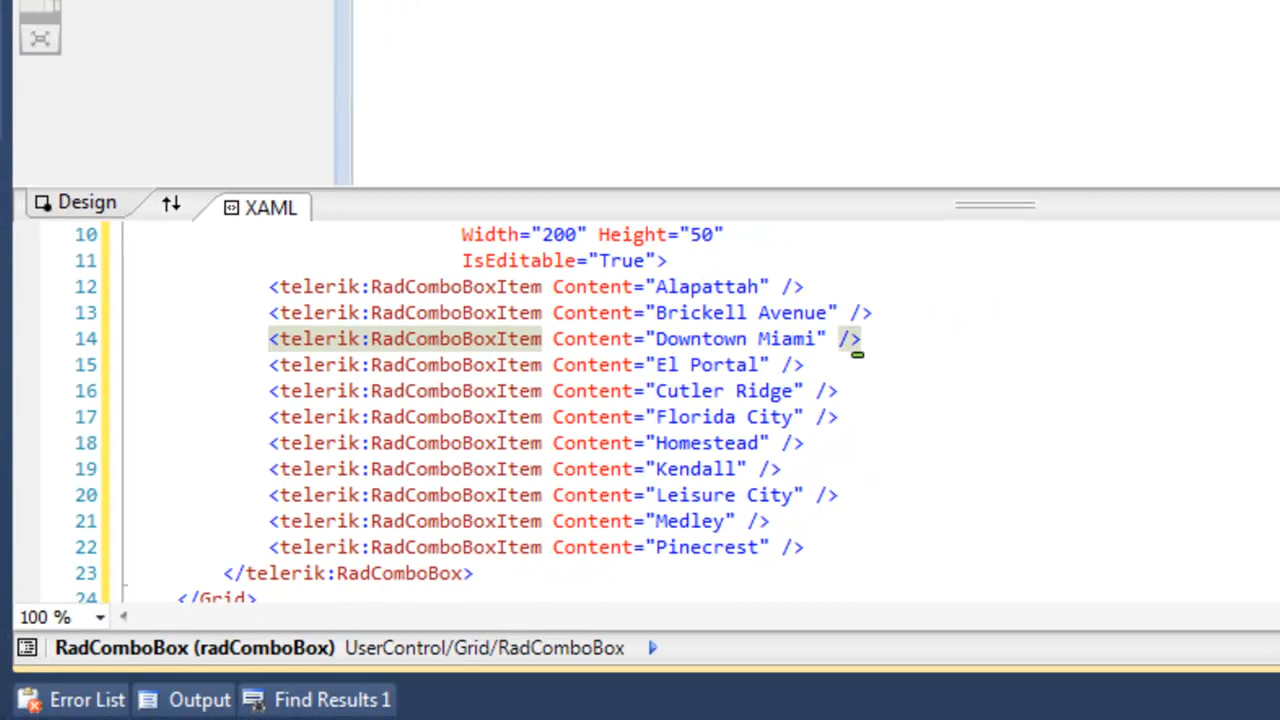 Design XAML
10 Width="200" Height="50"
11 IsEditable="True">
12 <telerik:RadComboBoxItem Content="Alapattah" />
13 <telerik:RadComboBoxItem Content="Brickell Avenue" />
14 <telerik:RadComboBoxItem Content="Downtown Miami" />
15 <telerik:RadComboBoxItem Content="El Portal" />
16 <telerik:RadComboBoxItem Content="Cutler Ridge" />
17 <telerik:RadComboBoxItem Content="Florida City" />
18 <telerik:RadComboBoxItem Content="Homestead" />
19 <telerik:RadComboBoxItem Content="Kendall" />
20 <telerik:RadComboBoxItem Content="Leisure City" />
21 <telerik:RadComboBoxItem Content="Medley" />
22 <telerik:RadComboBoxItem Content="Pinecrest" />
23 </telerik:RadComboBox>
24 </Grid>
100 %
RadComboBox (radComboBox) UserControl/Grid/RadComboBox
Error List Output Find Results 1